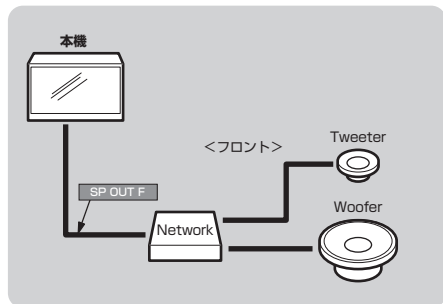 本機
<フロント>
Tweeter
SP OUT F
Woofer
Network